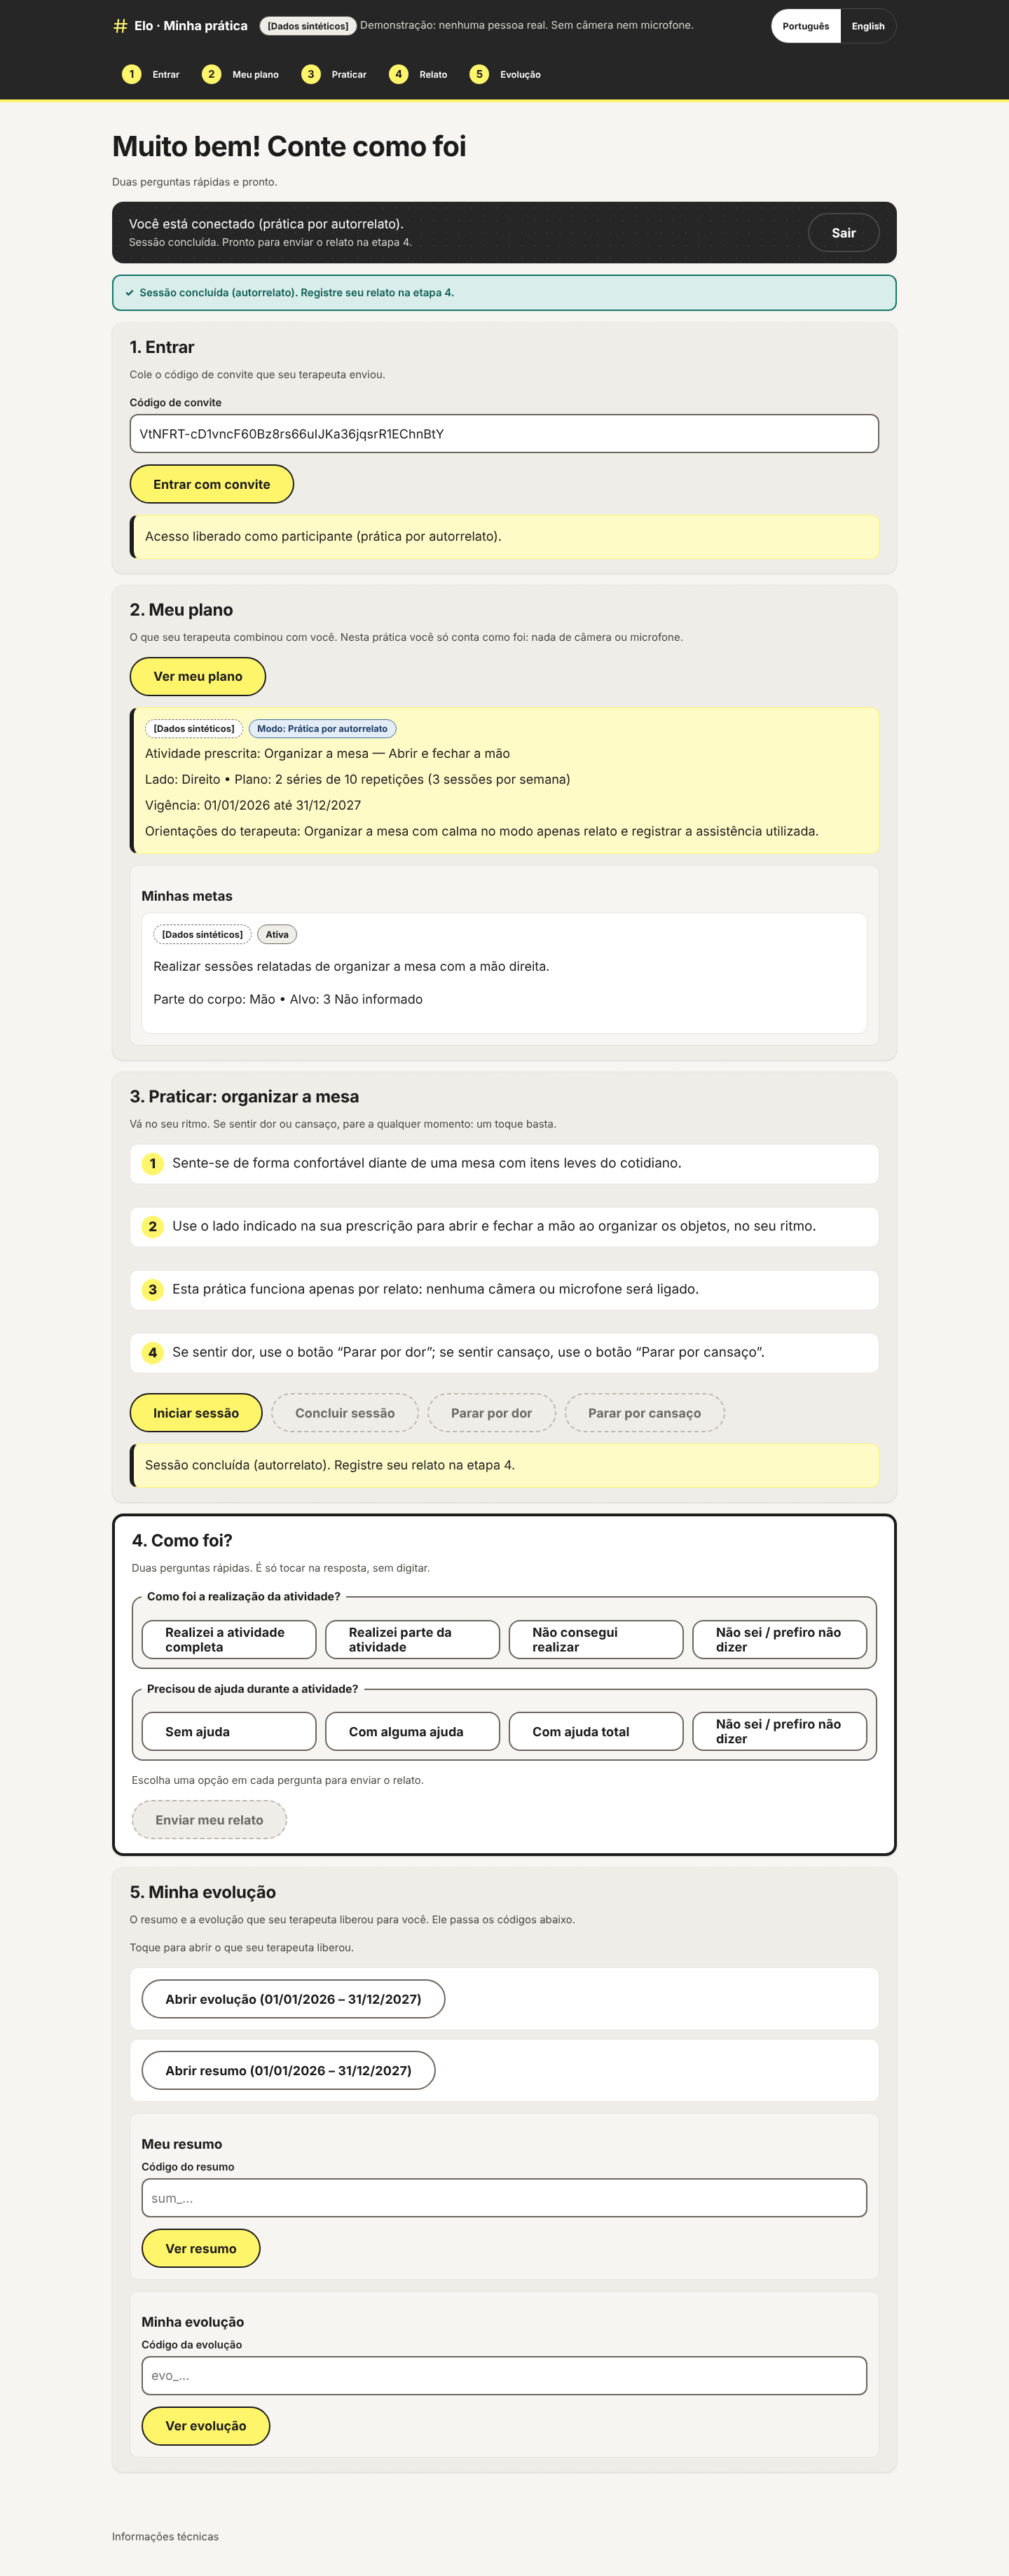 # Elo · Minha prática
[Dados sintéticos] Demonstração: nenhuma pessoa real. Sem câmera nem microfone.
Português English
1 Entrar 2 Meu plano 3 Praticar 4 Relato 5 Evolução
Muito bem! Conte como foi
Duas perguntas rápidas e pronto.
Você está conectado (prática por autorrelato).
Sessão concluída. Pronto para enviar o relato na etapa 4.
Sair
✓ Sessão concluída (autorrelato). Registre seu relato na etapa 4.
1. Entrar
Cole o código de convite que seu terapeuta enviou.
Código de convite
VtNFRT-cD1vncF60Bz8rs66uIJKa36jqsrR1EChnBtY
Entrar com convite
Acesso liberado como participante (prática por autorrelato).
2. Meu plano
O que seu terapeuta combinou com você. Nesta prática você só conta como foi: nada de câmera ou microfone.
Ver meu plano
[Dados sintéticos] Modo: Prática por autorrelato
Atividade prescrita: Organizar a mesa — Abrir e fechar a mão
Lado: Direito • Plano: 2 séries de 10 repetições (3 sessões por semana)
Vigência: 01/01/2026 até 31/12/2027
Orientações do terapeuta: Organizar a mesa com calma no modo apenas relato e registrar a assistência utilizada.
Minhas metas
[Dados sintéticos] Ativa
Realizar sessões relatadas de organizar a mesa com a mão direita.
Parte do corpo: Mão • Alvo: 3 Não informado
3. Praticar: organizar a mesa
Vá no seu ritmo. Se sentir dor ou cansaço, pare a qualquer momento: um toque basta.
1 Sente-se de forma confortável diante de uma mesa com itens leves do cotidiano.
2 Use o lado indicado na sua prescrição para abrir e fechar a mão ao organizar os objetos, no seu ritmo.
3 Esta prática funciona apenas por relato: nenhuma câmera ou microfone será ligado.
4 Se sentir dor, use o botão “Parar por dor”; se sentir cansaço, use o botão “Parar por cansaço”.
Iniciar sessão Concluir sessão Parar por dor Parar por cansaço
Sessão concluída (autorrelato). Registre seu relato na etapa 4.
4. Como foi?
Duas perguntas rápidas. É só tocar na resposta, sem digitar.
Como foi a realização da atividade?
Realizei a atividade completa
Realizei parte da atividade
Não consegui realizar
Não sei / prefiro não dizer
Precisou de ajuda durante a atividade?
Sem ajuda
Com alguma ajuda
Com ajuda total
Não sei / prefiro não dizer
Escolha uma opção em cada pergunta para enviar o relato.
Enviar meu relato
5. Minha evolução
O resumo e a evolução que seu terapeuta liberou para você. Ele passa os códigos abaixo.
Toque para abrir o que seu terapeuta liberou.
Abrir evolução (01/01/2026 – 31/12/2027)
Abrir resumo (01/01/2026 – 31/12/2027)
Meu resumo
Código do resumo
sum_...
Ver resumo
Minha evolução
Código da evolução
evo_...
Ver evolução
Informações técnicas